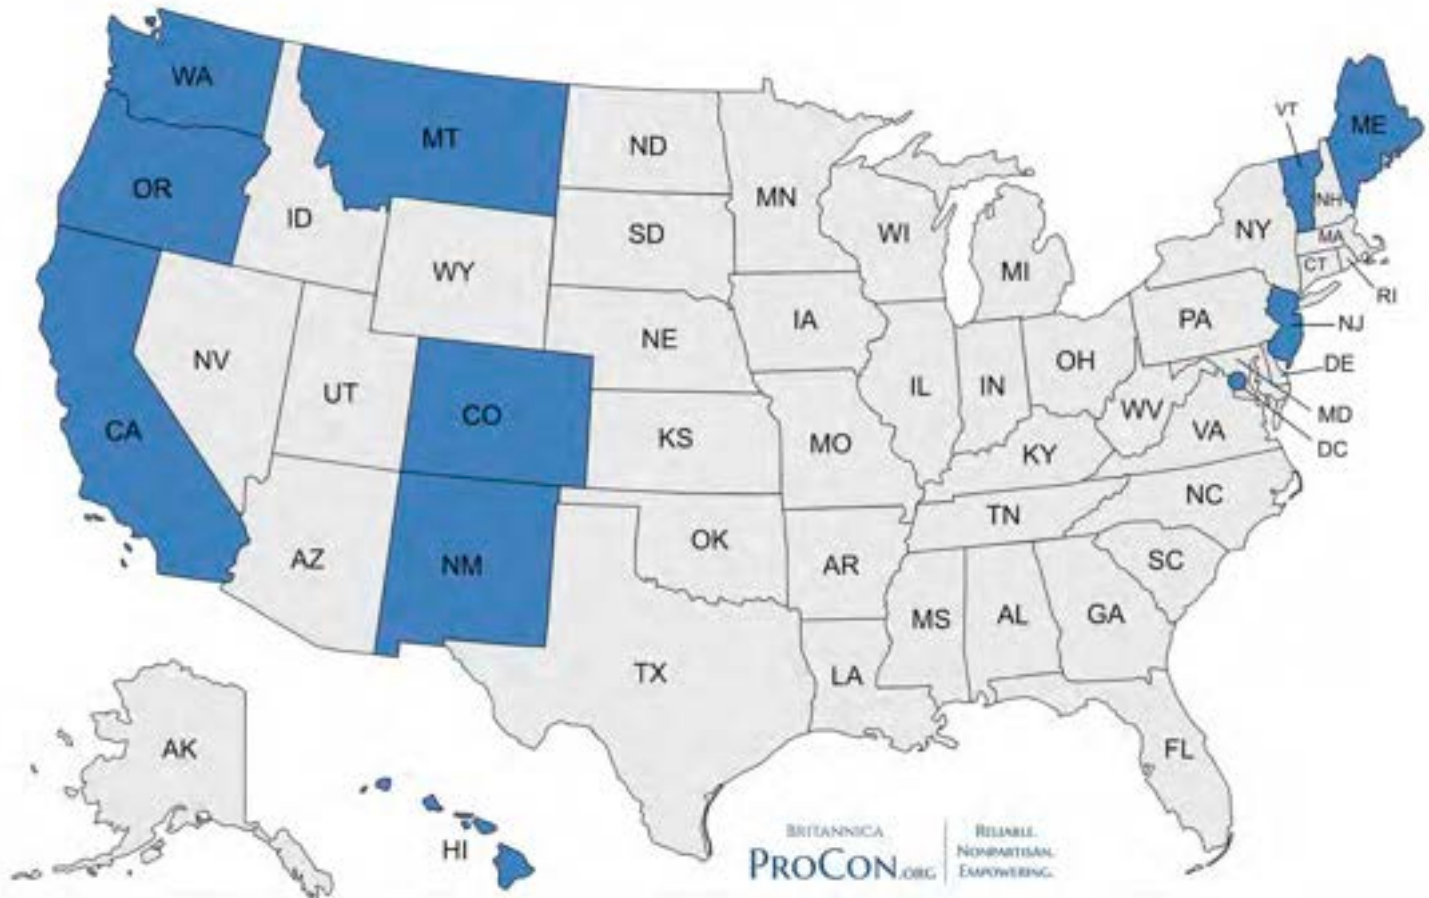 WA
MT
ND
MN
VT
ME
OR
ID
SD
WI
NH
WY
MI
NY
MA
CT
RI
IA
PA
NE
NJ
NV
OH
DE
UT
IL
IN
CO
WV
MD
CA
KS
MO
VA
DC
KY
NC
TN
OK
AZ
NM
AR
SC
MS
AL
GA
TX
LA
AK
FL
HI
BRITANNICA
PROCON.ORG
RELIABLE.
NONPARTISAN.
EMPOWERING.